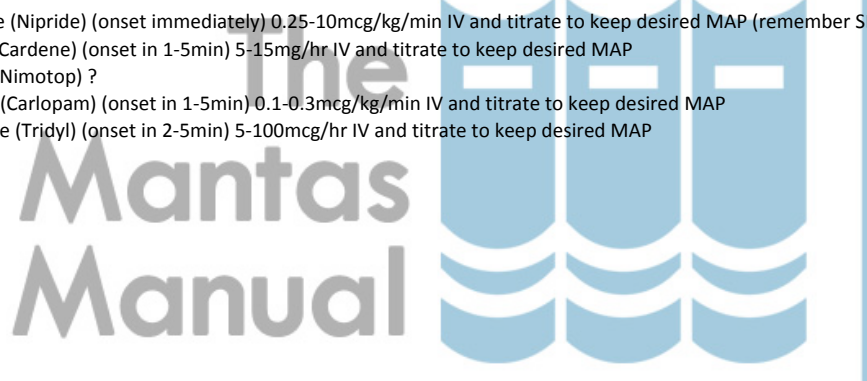 e (Nipride) (onset immediately) 0.25-10mcg/kg/min IV and titrate to keep desired MAP (remember S
Cardene) (onset in 1-5min) 5-15mg/hr IV and titrate to keep desired MAP
Nimotop) ?
(Carlopam) (onset in 1-5min) 0.1-0.3mcg/kg/min IV and titrate to keep desired MAP
e (Tridyl) (onset in 2-5min) 5-100mcg/hr IV and titrate to keep desired MAP
The
Mantas
Manual